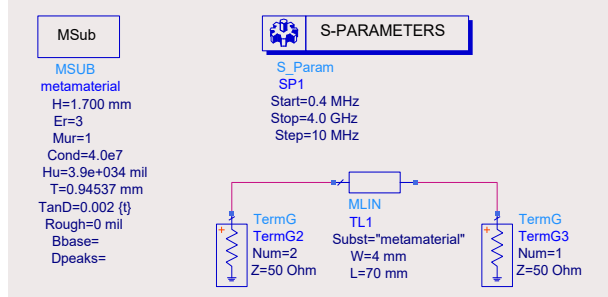 MSub
MSUB
metamaterial
H=1.700 mm
Er=3
Mur=1
Cond=4.0e7
Hu=3.9e+034 mil
T=0.94537 mm
TanD=0.002 {t}
Rough=0 mil
Bbase=
Dpeaks=
S-PARAMETERS
S_Param
SP1
Start=0.4 MHz
Stop=4.0 GHz
Step=10 MHz
TermG
TermG2
Num=2
Z=50 Ohm
MLIN
TL1
Subst="metamaterial"
W=4 mm
L=70 mm
TermG
TermG3
Num=1
Z=50 Ohm